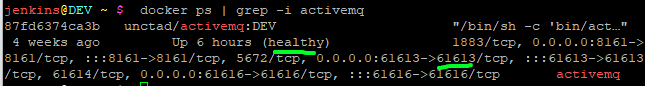 jenkins@DEV ~ $  docker ps | grep -i activemq
87fd6374ca3b   unctad/activemq:DEV                    "/bin/sh -c 'bin/act…"
 4 weeks ago     Up 6 hours (healthy)          1883/tcp, 0.0.0.0:8161->
8161/tcp, :::8161->8161/tcp, 5672/tcp, 0.0.0.0:61613->61613/tcp, :::61613->61613
/tcp, 61614/tcp, 0.0.0.0:61616->61616/tcp, :::61616->61616/tcp       activemq